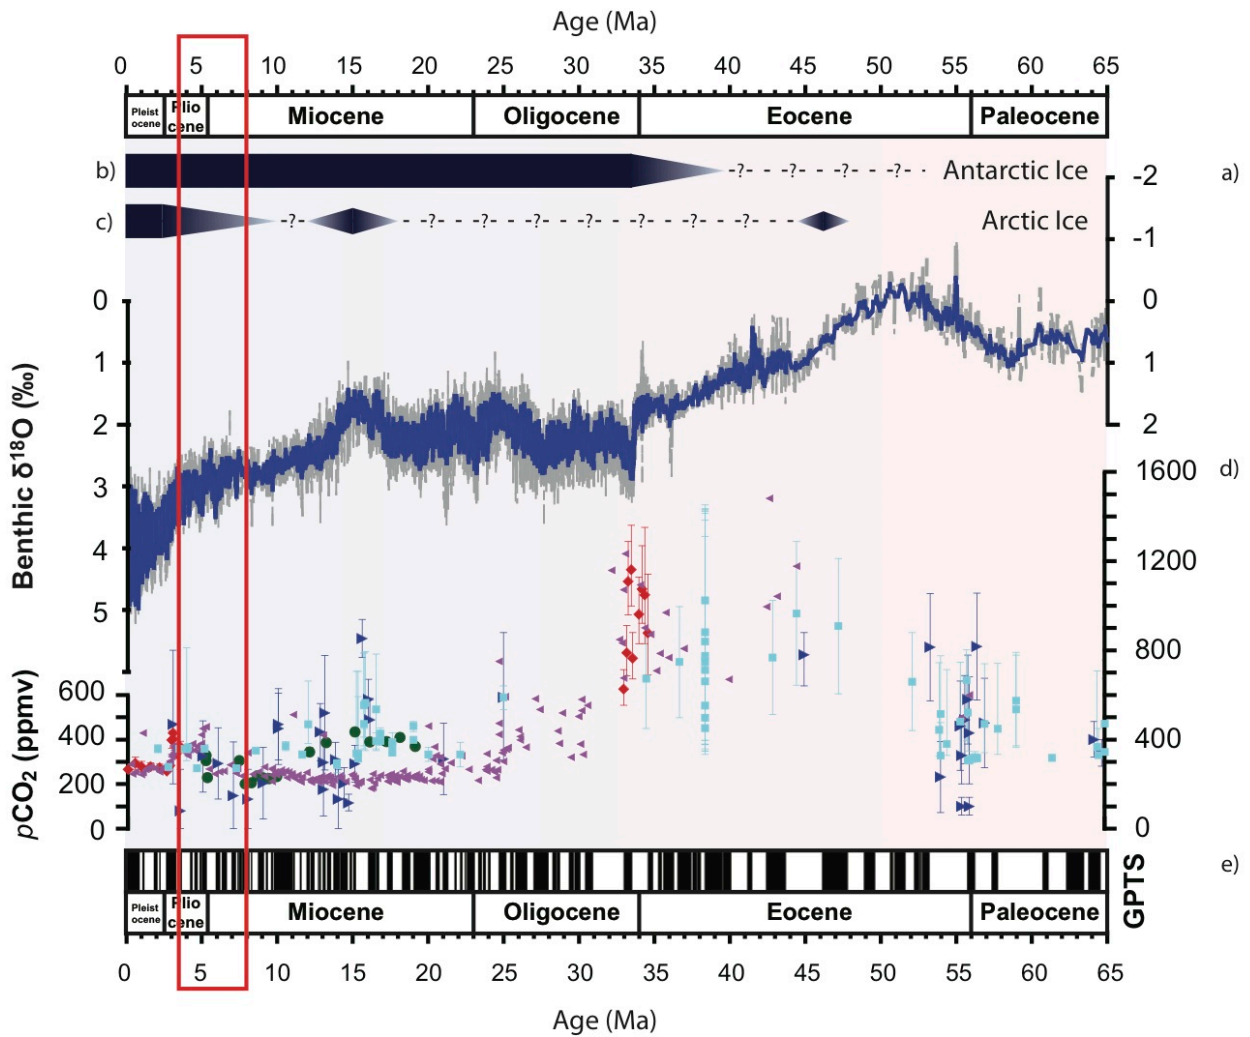 Age (Ma)
0 5 10 15 20 25 30 35 40 45 50 55 60 65
Pleist
ocene
Plio
cene
Miocene
Oligocene
Eocene
Paleocene
b)
-?- -?- -?- -?-
Antarctic Ice
-2
a)
c)
-?- -?- -?- -?- -?- -?- -?- -?-
Arctic Ice
-1
0
0
1
1
2
2
3
1600
d)
4
1200
5
800
600
400
400
200
0
0
Benthic δ18O (‰)
pCO2 (ppmv)
e)
GPTS
Pleist
ocene
Plio
cene
Miocene
Oligocene
Eocene
Paleocene
0 5 10 15 20 25 30 35 40 45 50 55 60 65
Age (Ma)